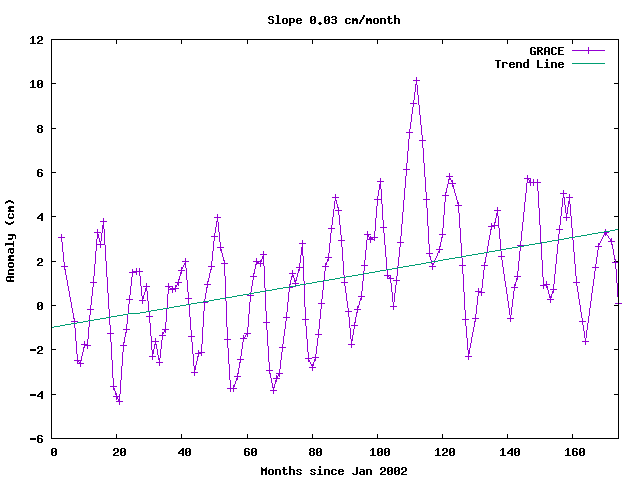 Slope 0.03 cm/month
GRACE
Trend Line
12
10
8
6
4
2
0
-2
-4
-6
Anomaly (cm)
0 20 40 60 80 100 120 140 160
Months since Jan 2002